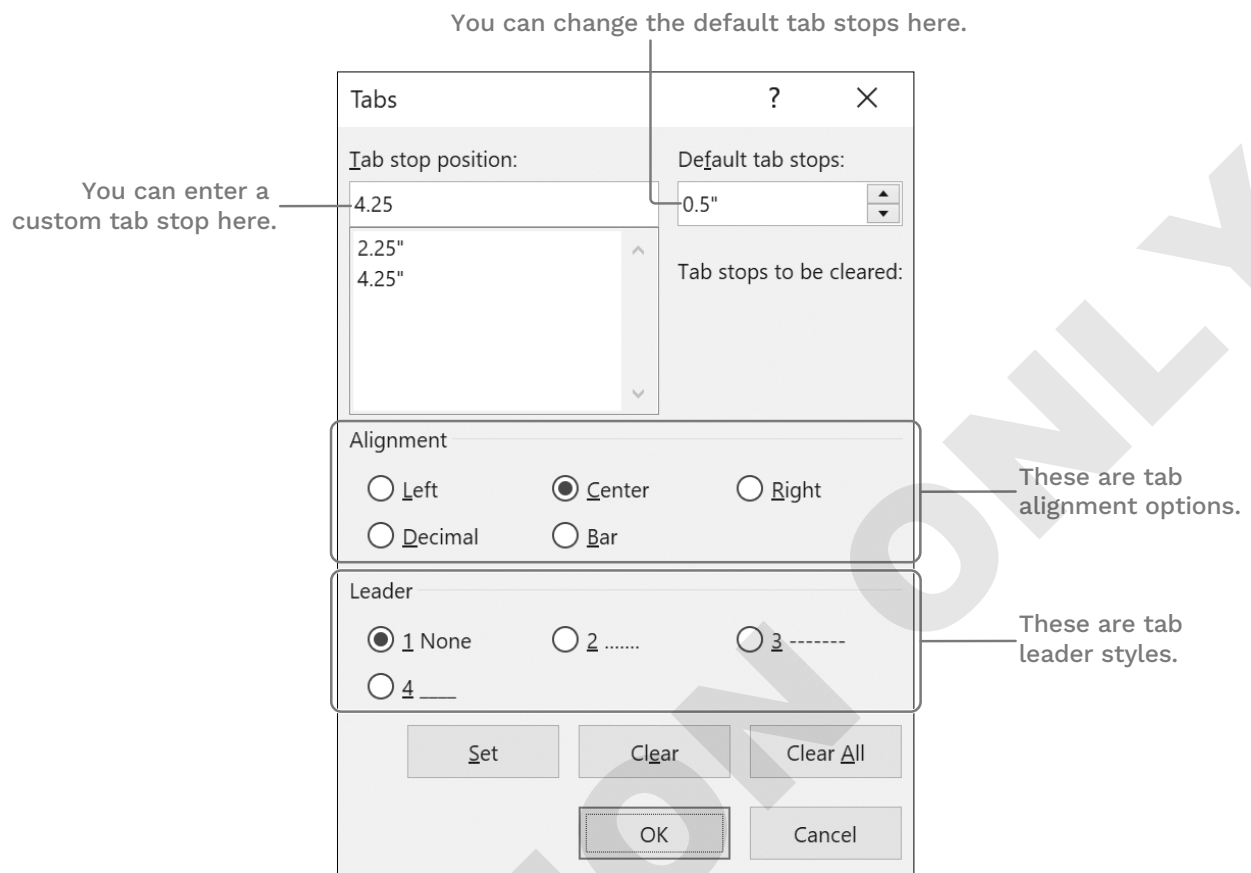 You can change the default tab stops here.
Tabs ?
Tab stop position: Default tab stops:
You can enter a
custom tab stop here.
4.25 0.5"
2.25"
4.25"
Tab stops to be cleared:
Alignment
Left Center Right
Decimal Bar
These are tab
alignment options.
Leader
1 None 2 ....... 3 -------
4 ____
These are tab
leader styles.
Set Clear Clear All
OK Cancel
ON ONLY